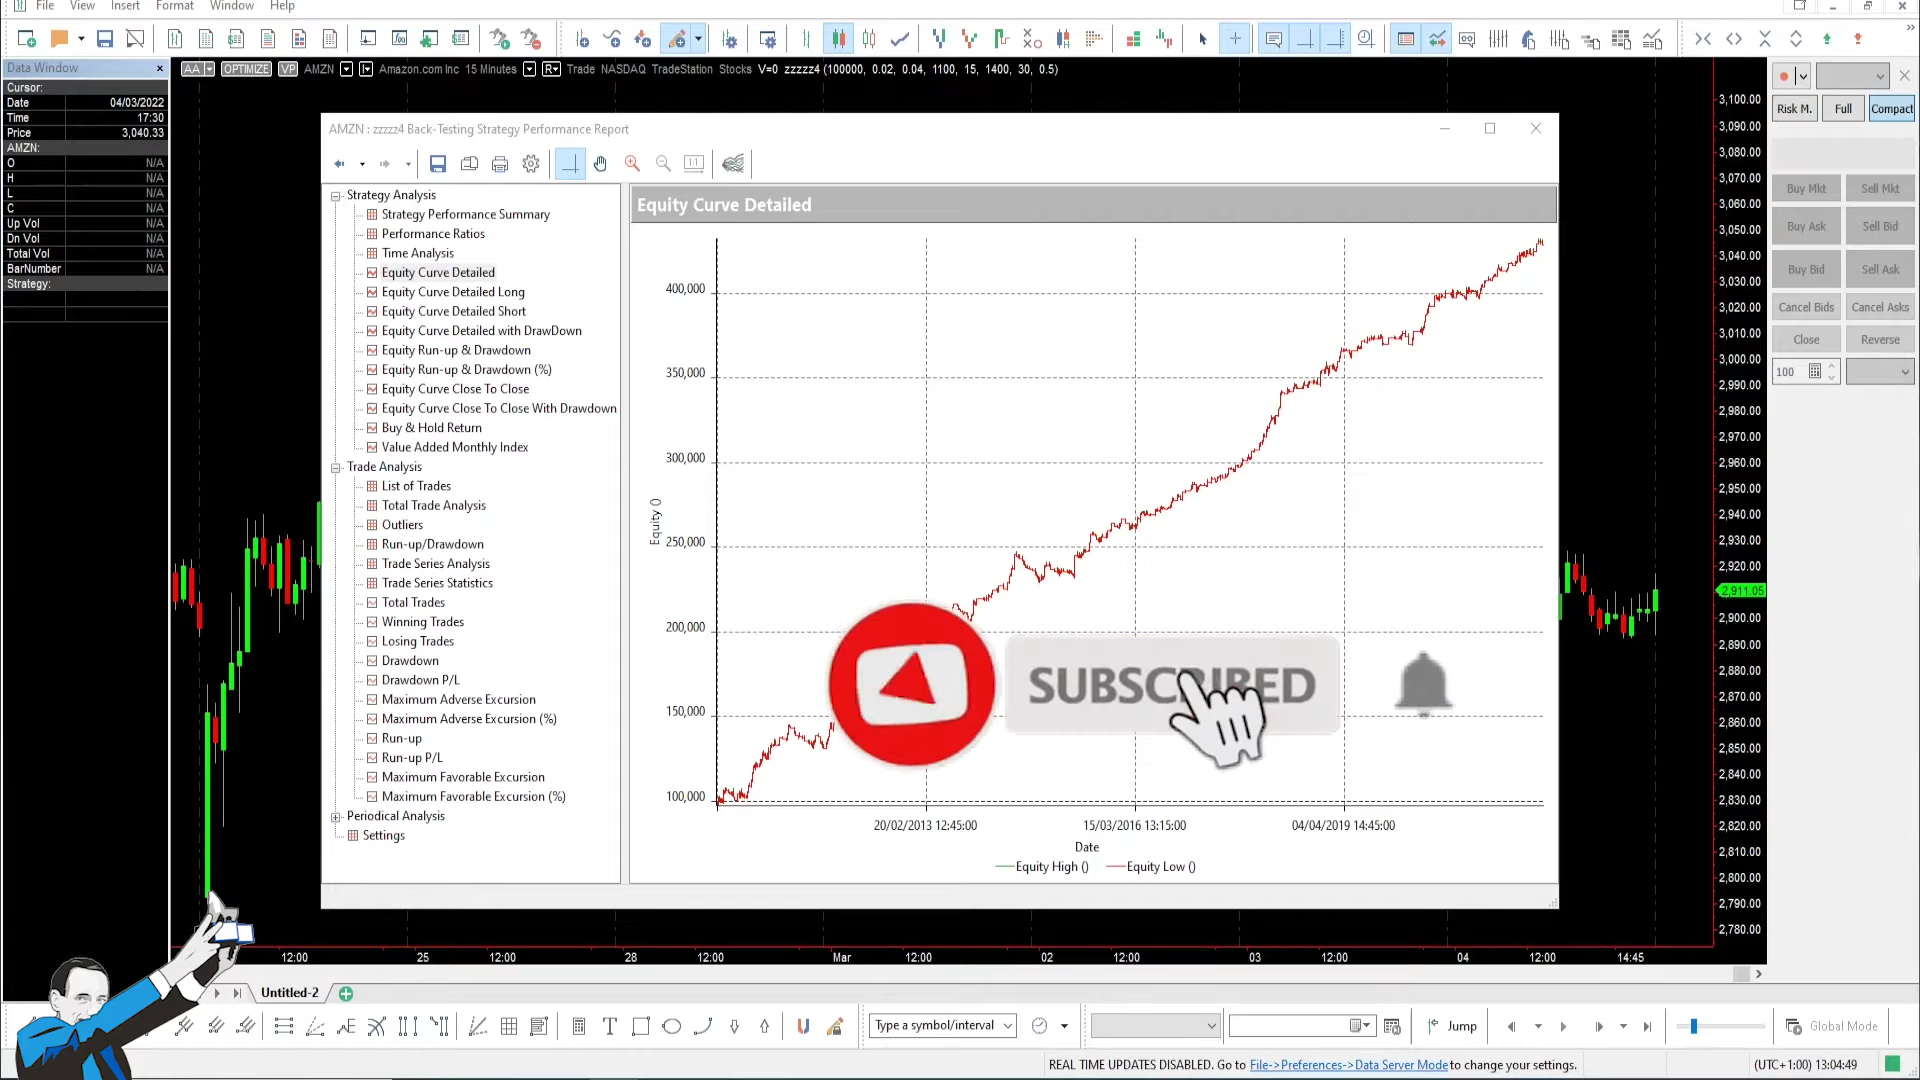 File View Insert Format Window Help
Data Window ×
Cursor:
Date 04/03/2022
Time 17:30
Price 3,040.33
AMZN:
O N/A
H N/A
L N/A
C N/A
Up Vol N/A
Dn Vol N/A
Total Vol N/A
BarNumber N/A
Strategy:
AA OPTIMIZE VP AMZN Amazon.com Inc 15 Minutes R Trade NASDAQ TradeStation Stocks V=0 zzzzz4 (100000, 0.02, 0.04, 1100, 15, 1400, 30, 0.5)
AMZN : zzzzz4 Back-Testing Strategy Performance Report
1:1
Strategy Analysis
Strategy Performance Summary
Performance Ratios
Time Analysis
Equity Curve Detailed
Equity Curve Detailed Long
Equity Curve Detailed Short
Equity Curve Detailed with DrawDown
Equity Run-up & Drawdown
Equity Run-up & Drawdown (%)
Equity Curve Close To Close
Equity Curve Close To Close With Drawdown
Buy & Hold Return
Value Added Monthly Index
Trade Analysis
List of Trades
Total Trade Analysis
Outliers
Run-up/Drawdown
Trade Series Analysis
Trade Series Statistics
Total Trades
Winning Trades
Losing Trades
Drawdown
Drawdown P/L
Maximum Adverse Excursion
Maximum Adverse Excursion (%)
Run-up
Run-up P/L
Maximum Favorable Excursion
Maximum Favorable Excursion (%)
Periodical Analysis
Settings
Equity Curve Detailed
400,000
350,000
300,000
250,000
200,000
150,000
100,000
Equity ()
20/02/2013 12:45:00 15/03/2016 13:15:00 04/04/2019 14:45:00
Date
Equity High () Equity Low ()
SUBSCRIBED
3,100.00
3,090.00
3,080.00
3,070.00
3,060.00
3,050.00
3,040.00
3,030.00
3,020.00
3,010.00
3,000.00
2,990.00
2,980.00
2,970.00
2,960.00
2,950.00
2,940.00
2,930.00
2,920.00
2,911.05
2,900.00
2,890.00
2,880.00
2,870.00
2,860.00
2,850.00
2,840.00
2,830.00
2,820.00
2,810.00
2,800.00
2,790.00
2,780.00
Risk M. Full Compact
Buy Mkt Sell Mkt
Buy Ask Sell Bid
Buy Bid Sell Ask
Cancel Bids Cancel Asks
Close Reverse
100
12:00 25 12:00 28 12:00 Mar 12:00 02 12:00 03 12:00 04 12:00 14:45
Untitled-2
T Type a symbol/interval Jump Global Mode
REAL TIME UPDATES DISABLED. Go to File->Preferences->Data Server Mode to change your settings. (UTC+1:00) 13:04:49